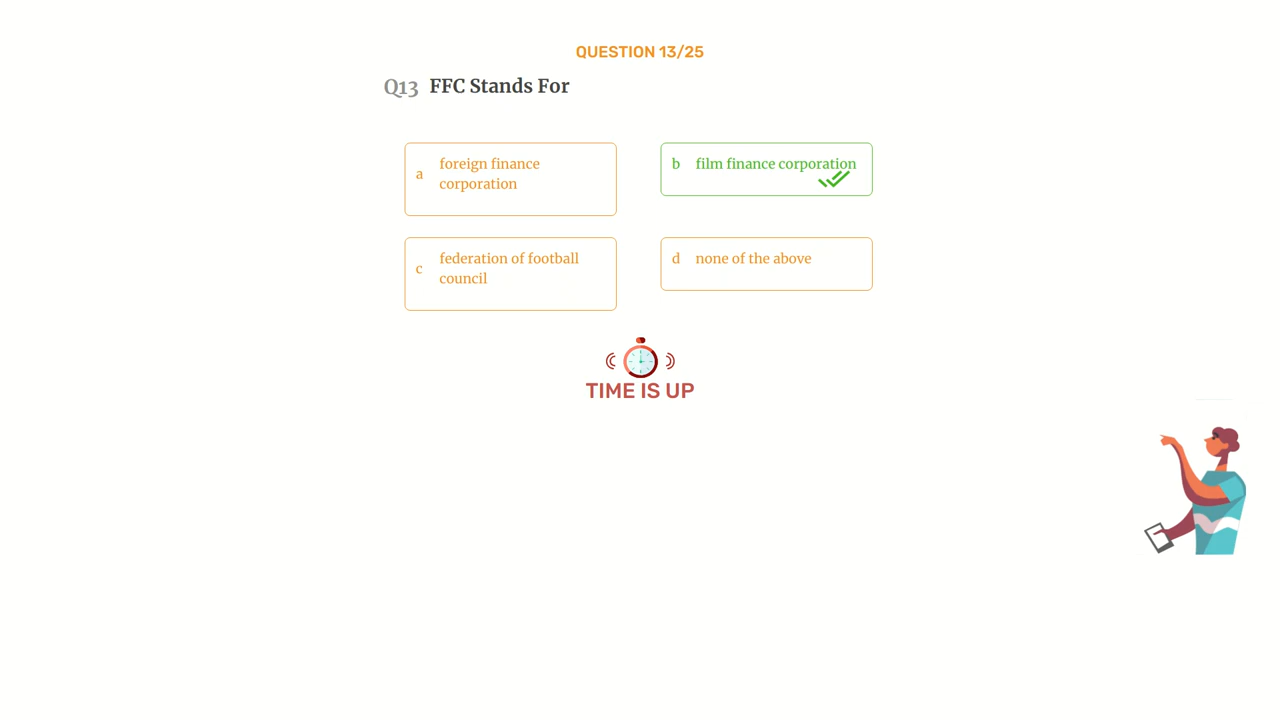 QUESTION 13/25
Q13 FFC Stands For
a foreign finance
corporation
b film finance corporation
c federation of football
council
d none of the above
TIME IS UP